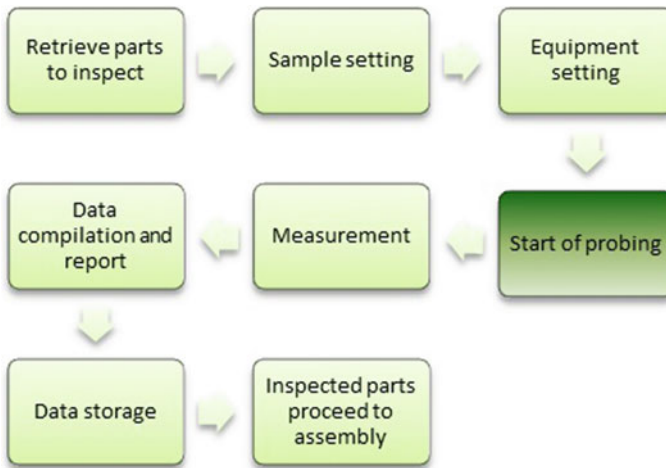 Retrieve parts
to inspect
Sample setting
Equipment
setting
Start of probing
Measurement
Data
compilation and
report
Data storage
Inspected parts
proceed to
assembly